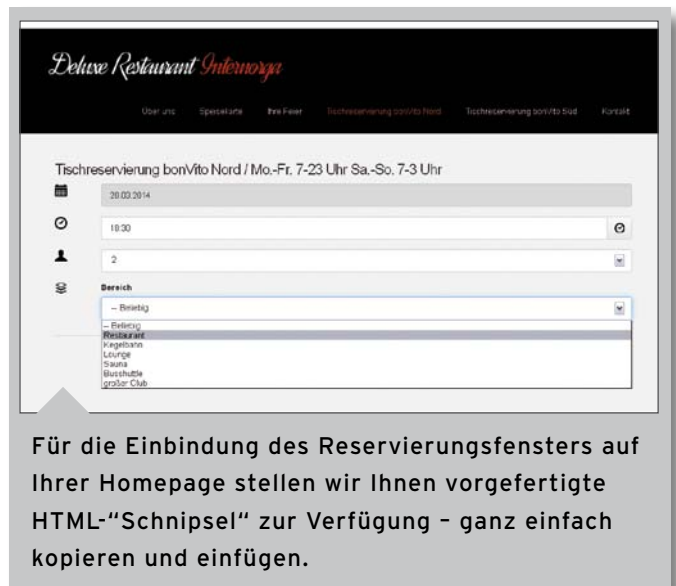 Deluxe Restaurant Internorga
Über uns Speisekarte Ihre Feier Tischreservierung bonVito Nord Tischreservierung bonVito Süd Kontakt
Tischreservierung bonVito Nord / Mo.-Fr. 7-23 Uhr Sa.-So. 7-3 Uhr
20.03.2014
18:30
2
Bereich
-- Beliebig
-- Beliebig
Restaurant
Kegelbahn
Lounge
Sauna
Busshuttle
großer Club
Für die Einbindung des Reservierungsfensters auf
Ihrer Homepage stellen wir Ihnen vorgefertigte
HTML-“Schnipsel“ zur Verfügung – ganz einfach
kopieren und einfügen.